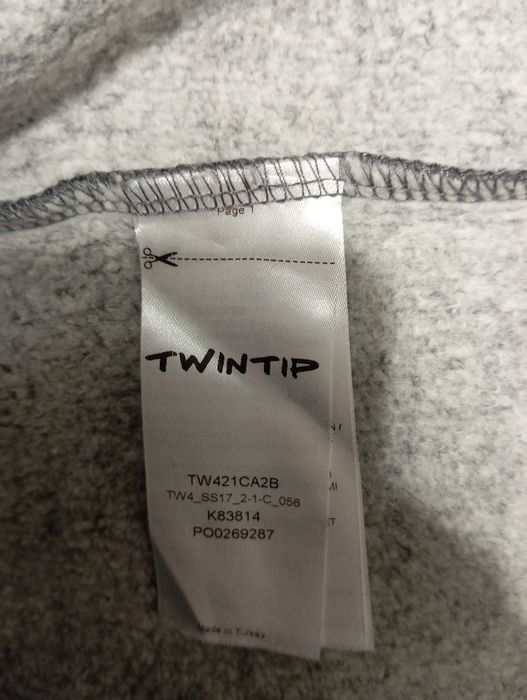 Page 1
TWINTIP
TW421CA2B
TW4_SS17_2-1-C_056
K83814
PO0269287
Made in Turkey